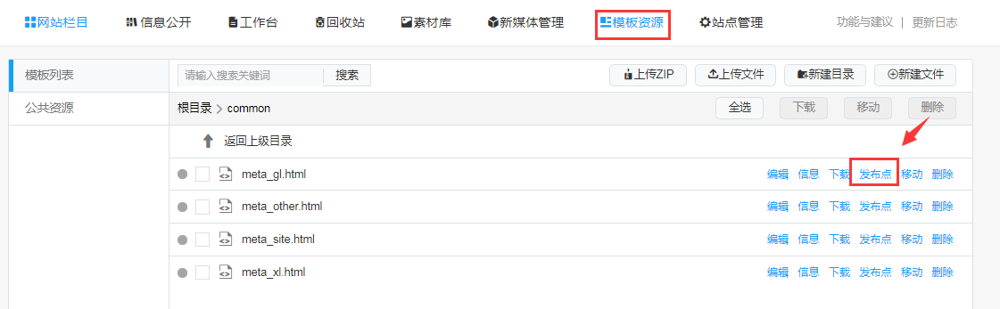 网站栏目 信息公开 工作台 回收站 素材库 新媒体管理 模板资源 站点管理 功能与建议 | 更新日志
模板列表 请输入搜索关键词 搜索 上传ZIP 上传文件 新建目录 新建文件
公共资源 根目录 > common 全选 下载 移动 删除
返回上级目录
meta_gl.html 编辑 信息 下载 发布点 移动 删除
meta_other.html 编辑 信息 下载 发布点 移动 删除
meta_site.html 编辑 信息 下载 发布点 移动 删除
meta_xl.html 编辑 信息 下载 发布点 移动 删除